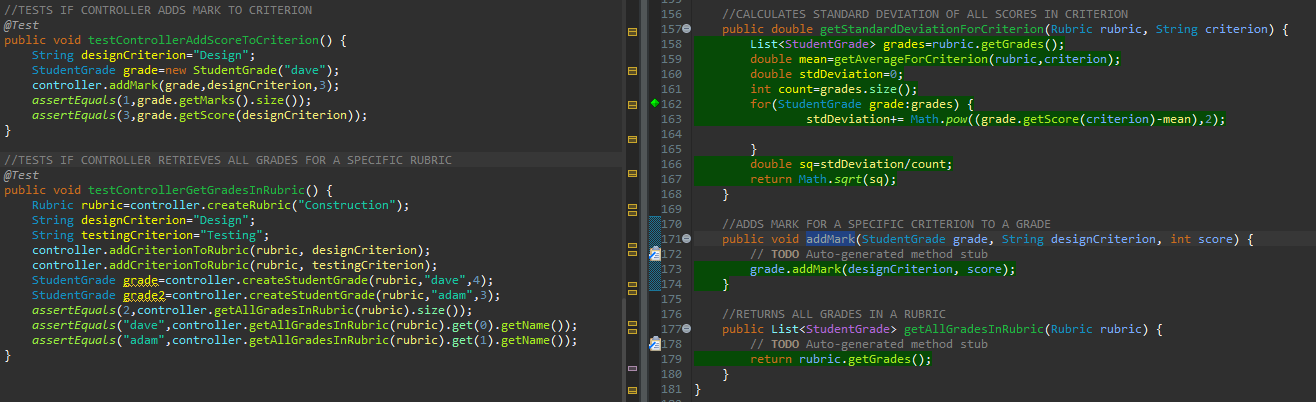 //TESTS IF CONTROLLER ADDS MARK TO CRITERION
@Test
public void testControllerAddScoreToCriterion() {
String designCriterion="Design";
StudentGrade grade=new StudentGrade("dave");
controller.addMark(grade,designCriterion,3);
assertEquals(1,grade.getMarks().size());
assertEquals(3,grade.getScore(designCriterion));
}
//TESTS IF CONTROLLER RETRIEVES ALL GRADES FOR A SPECIFIC RUBRIC
@Test
public void testControllerGetGradesInRubric() {
Rubric rubric=controller.createRubric("Construction");
String designCriterion="Design";
String testingCriterion="Testing";
controller.addCriterionToRubric(rubric, designCriterion);
controller.addCriterionToRubric(rubric, testingCriterion);
StudentGrade grade=controller.createStudentGrade(rubric,"dave",4);
StudentGrade grade2=controller.createStudentGrade(rubric,"adam",3);
assertEquals(2,controller.getAllGradesInRubric(rubric).size());
assertEquals("dave",controller.getAllGradesInRubric(rubric).get(0).getName());
assertEquals("adam",controller.getAllGradesInRubric(rubric).get(1).getName());
}
156 //CALCULATES STANDARD DEVIATION OF ALL SCORES IN CRITERION
157 public double getStandardDeviationForCriterion(Rubric rubric, String criterion) {
158 List<StudentGrade> grades=rubric.getGrades();
159 double mean=getAverageForCriterion(rubric,criterion);
160 double stdDeviation=0;
161 int count=grades.size();
162 for(StudentGrade grade:grades) {
163 stdDeviation+= Math.pow((grade.getScore(criterion)-mean),2);
164
165 }
166 double sq=stdDeviation/count;
167 return Math.sqrt(sq);
168 }
169
170 //ADDS MARK FOR A SPECIFIC CRITERION TO A GRADE
171 public void addMark(StudentGrade grade, String designCriterion, int score) {
172 // TODO Auto-generated method stub
173 grade.addMark(designCriterion, score);
174 }
175
176 //RETURNS ALL GRADES IN A RUBRIC
177 public List<StudentGrade> getAllGradesInRubric(Rubric rubric) {
178 // TODO Auto-generated method stub
179 return rubric.getGrades();
180 }
181 }